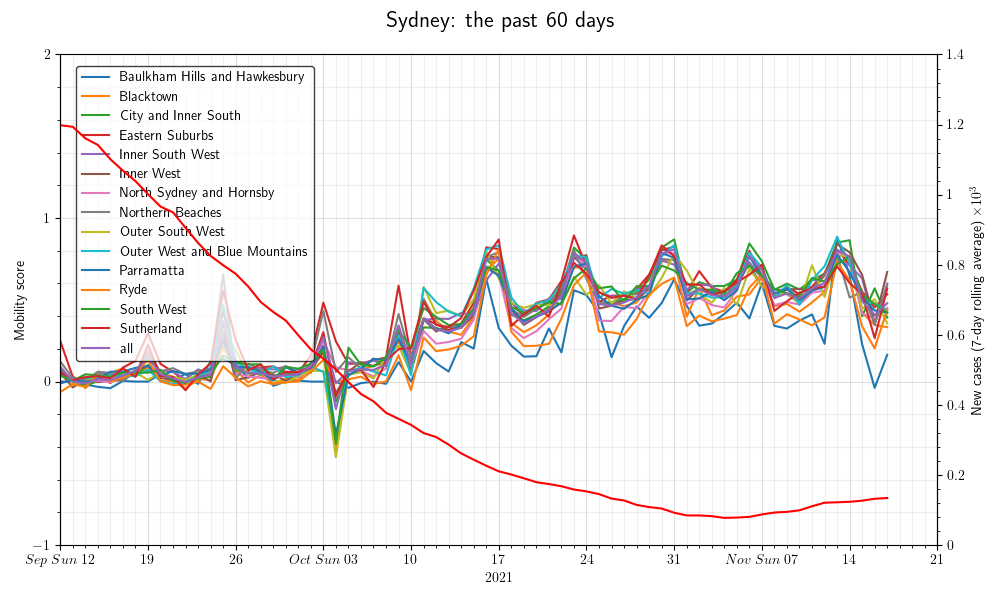 Sydney: the past 60 days
2
1
0
−1
Mobility score
Baulkham Hills and Hawkesbury
Blacktown
City and Inner South
Eastern Suburbs
Inner South West
Inner West
North Sydney and Hornsby
Northern Beaches
Outer South West
Outer West and Blue Mountains
Parramatta
Ryde
South West
Sutherland
all
1.4
1.2
1
0.8
0.6
0.4
0.2
0
New cases (7-day rolling average) ×10³
Sep Sun 12 19 26 Oct Sun 03 10 17 24 31 Nov Sun 07 14 21
2021